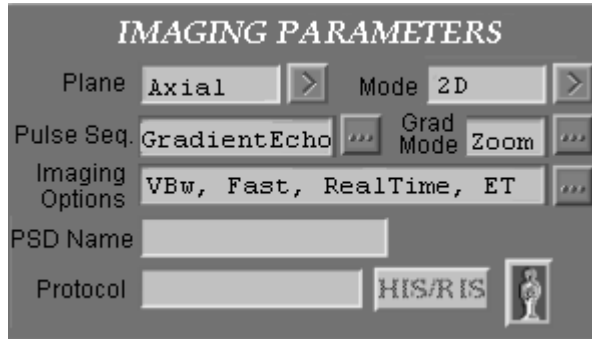 IMAGING PARAMETERS
Plane Axial > Mode 2D >
Pulse Seq. GradientEcho ... Grad Mode Zoom ...
Imaging Options VBw, Fast, RealTime, ET ...
PSD Name
Protocol HIS/RIS